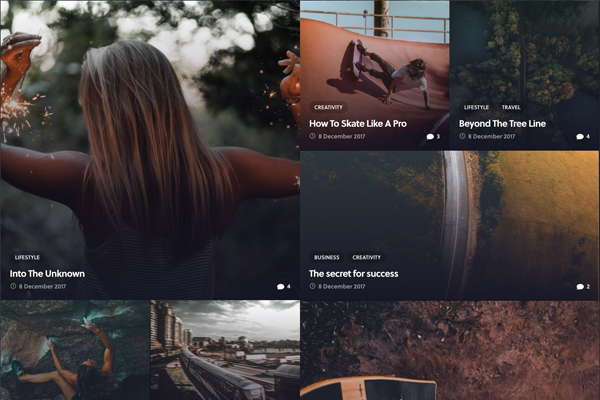 LIFESTYLE
Into The Unknown
8 December 2017
4
CREATIVITY
How To Skate Like A Pro
8 December 2017
3
LIFESTYLE TRAVEL
Beyond The Tree Line
8 December 2017
4
BUSINESS CREATIVITY
The secret for success
8 December 2017
2